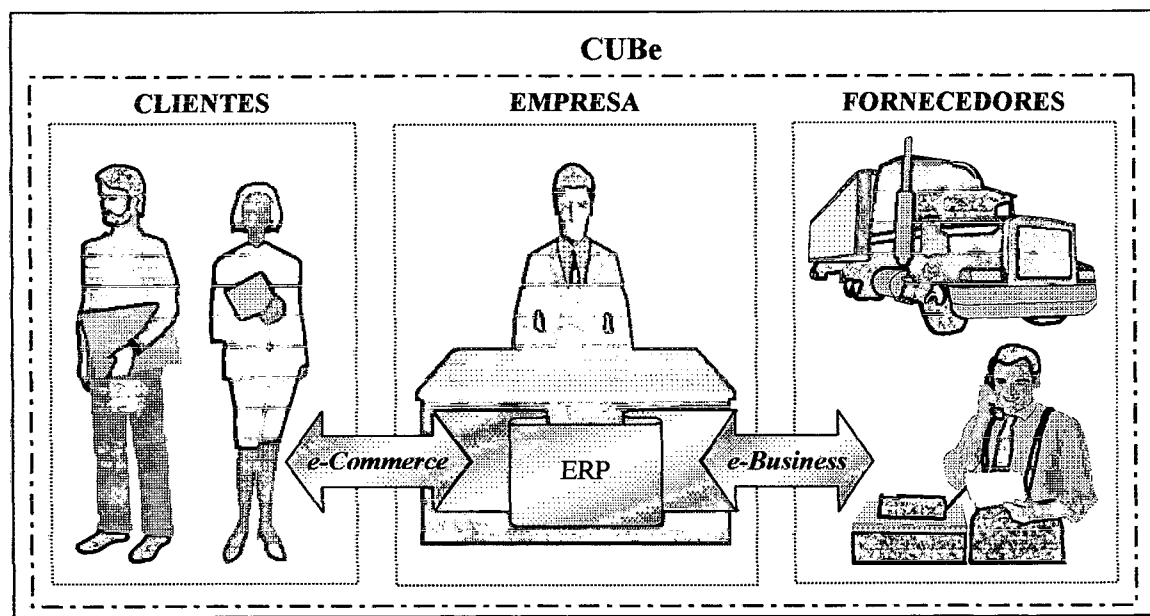 CUBe
CLIENTES
EMPRESA
FORNECEDORES
e-Commerce
ERP
e-Business